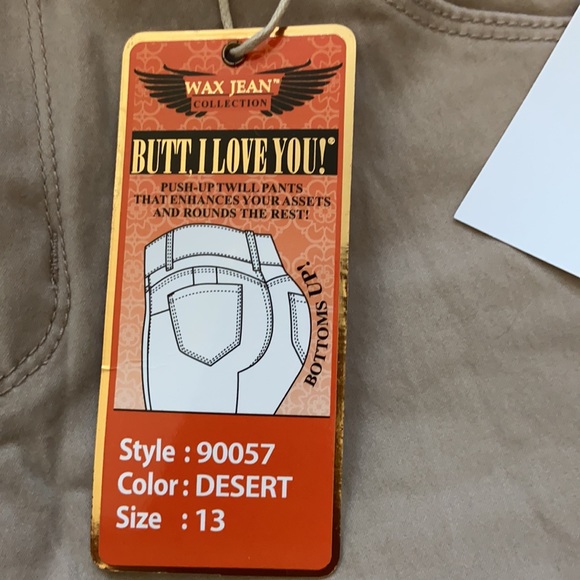 WAX JEAN™
COLLECTION
BUTT, I LOVE YOU!®
PUSH-UP TWILL PANTS
THAT ENHANCES YOUR ASSETS
AND ROUNDS THE REST!
BOTTOMS UP!
Style : 90057
Color : DESERT
Size : 13